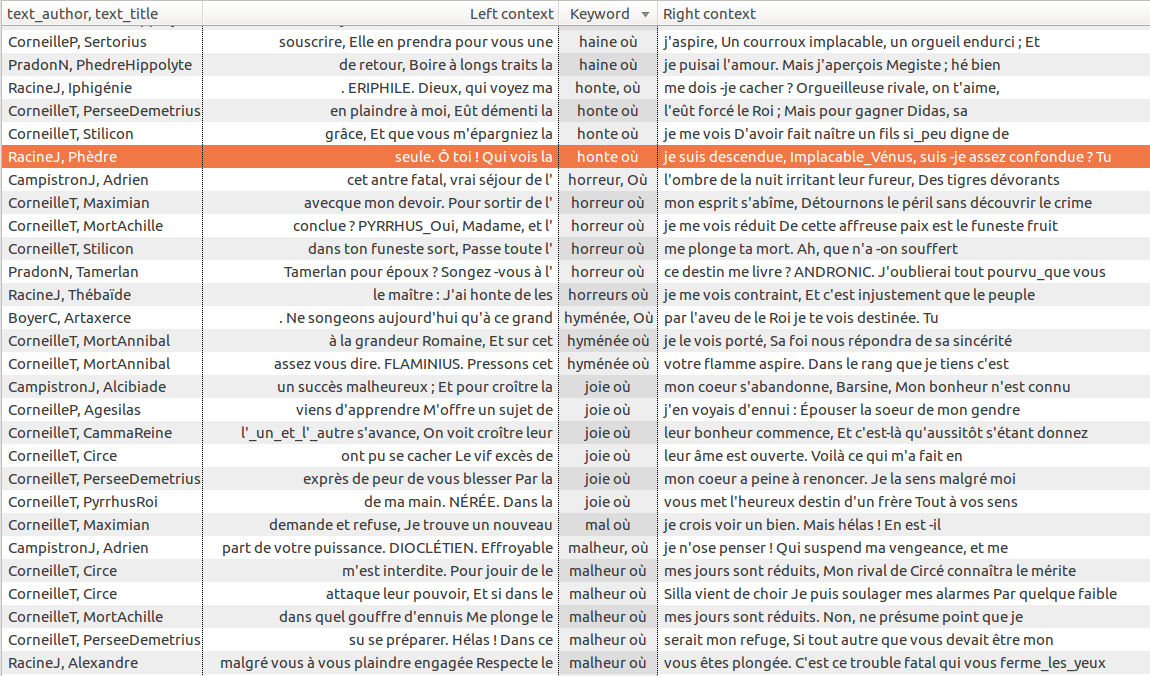 text_author, text_title Left context Keyword Right context
CorneilleP, Sertorius souscrire, Elle en prendra pour vous une haine où j'aspire, Un courroux implacable, un orgueil endurci ; Et
PradonN, PhedreHippolyte de retour, Boire à longs traits la haine où je puisai l'amour. Mais j'aperçois Megiste ; hé bien
RacineJ, Iphigénie . ERIPHILE. Dieux, qui voyez ma honte, où me dois -je cacher ? Orgueilleuse rivale, on t'aime,
CorneilleT, PerseeDemetrius en plaindre à moi, Eût démenti la honte où l'eût forcé le Roi ; Mais pour gagner Didas, sa
CorneilleT, Stilicon grâce, Et que vous m'épargniez la honte où je me vois D'avoir fait naître un fils si_peu digne de
RacineJ, Phèdre seule. Ô toi ! Qui vois la honte où je suis descendue, Implacable_Vénus, suis -je assez confondue ? Tu
CampistronJ, Adrien cet antre fatal, vrai séjour de l' horreur, Où l'ombre de la nuit irritant leur fureur, Des tigres dévorants
CorneilleT, Maximian avecque mon devoir. Pour sortir de l' horreur où mon esprit s'abîme, Détournons le péril sans découvrir le crime
CorneilleT, MortAchille conclue ? PYRRHUS_Oui, Madame, et l' horreur où je me vois réduit De cette affreuse paix est le funeste fruit
CorneilleT, Stilicon dans ton funeste sort, Passe toute l' horreur où me plonge ta mort. Ah, que n'a -on souffert
PradonN, Tamerlan Tamerlan pour époux ? Songez -vous à l' horreur où ce destin me livre ? ANDRONIC. J'oublierai tout pourvu_que vous
RacineJ, Thébaïde le maître : J'ai honte de les horreurs où je me vois contraint, Et c'est injustement que le peuple
BoyerC, Artaxerce . Ne songeons aujourd'hui qu'à ce grand hyménée, Où par l'aveu de le Roi je te vois destinée. Tu
CorneilleT, MortAnnibal à la grandeur Romaine, Et sur cet hyménée où je le vois porté, Sa foi nous répondra de sa sincérité
CorneilleT, MortAnnibal assez vous dire. FLAMINIUS. Pressons cet hyménée où votre flamme aspire. Dans le rang que je tiens c'est
CampistronJ, Alcibiade un succès malheureux ; Et pour croître la joie où mon coeur s'abandonne, Barsine, Mon bonheur n'est connu
CorneilleP, Agesilas viens d'apprendre M'offre un sujet de joie où j'en voyais d'ennui : Épouser la soeur de mon gendre
CorneilleT, CammaReine l'_un_et_l'_autre s'avance, On voit croître leur joie où leur bonheur commence, Et c'est-là qu'aussitôt s'étant donnez
CorneilleT, Circe ont pu se cacher Le vif excès de joie où leur âme est ouverte. Voilà ce qui m'a fait en
CorneilleT, PerseeDemetrius exprès de peur de vous blesser Par la joie où mon coeur a peine à renoncer. Je la sens malgré moi
CorneilleT, PyrrhusRoi de ma main. NÉRÉE. Dans la joie où vous met l'heureux destin d'un frère Tout à vos sens
CorneilleT, Maximian demande et refuse, Je trouve un nouveau mal où je crois voir un bien. Mais hélas ! En est -il
CampistronJ, Adrien part de votre puissance. DIOCLÉTIEN. Effroyable malheur, où je n'ose penser ! Qui suspend ma vengeance, et me
CorneilleT, Circe m'est interdite. Pour jouir de le malheur où mes jours sont réduits, Mon rival de Circé connaîtra le mérite
CorneilleT, Circe attaque leur pouvoir, Et si dans le malheur où Silla vient de choir Je puis soulager mes alarmes Par quelque faible
CorneilleT, MortAchille dans quel gouffre d'ennuis Me plonge le malheur où mes jours sont réduits. Non, ne présume point que je
CorneilleT, PerseeDemetrius su se préparer. Hélas ! Dans ce malheur où serait mon refuge, Si tout autre que vous devait être mon
RacineJ, Alexandre malgré vous à vous plaindre engagée Respecte le malheur où vous êtes plongée. C'est ce trouble fatal qui vous ferme_les_yeux